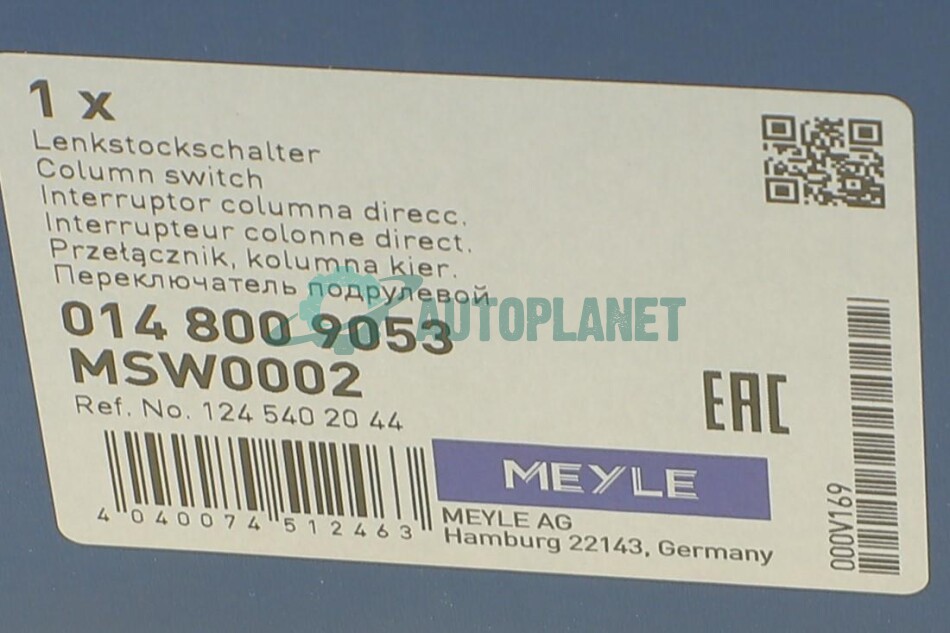 1 x
Lenkstockschalter
Column switch
Interruptor columna direcc.
Interrupteur colonne direct.
Przełącznik, kolumna kier.
Переключатель подрулевой
AUTOPLANET
014 800 9053
MSW0002
Ref. No. 124 540 20 44
EAC
MEYLE
4 040074 512463
MEYLE AG
Hamburg 22143, Germany
000V169